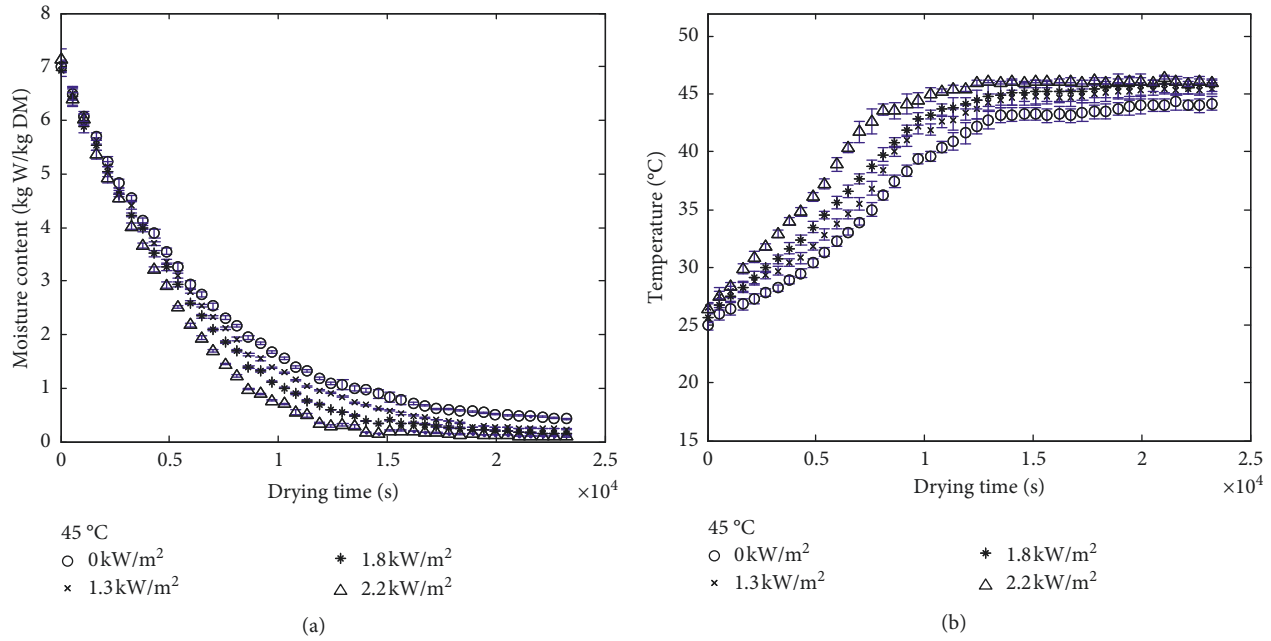 8
7
6
5
4
3
2
1
0
Moisture content (kg W/kg DM)
0 0.5 1 1.5 2 2.5
×10⁴
Drying time (s)
45 °C
0 kW/m²
1.3 kW/m²
1.8 kW/m²
2.2 kW/m²
(a)
50
45
40
35
30
25
20
15
Temperature (°C)
0 0.5 1 1.5 2 2.5
×10⁴
Drying time (s)
45 °C
0 kW/m²
1.3 kW/m²
1.8 kW/m²
2.2 kW/m²
(b)